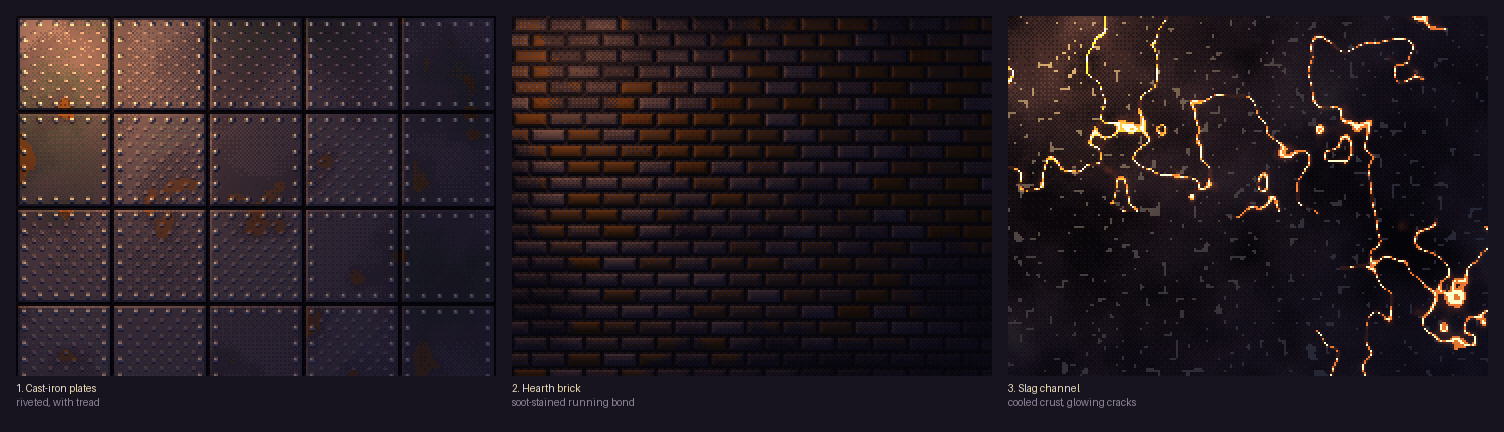 1. Cast-iron plates
riveted, with tread
2. Hearth brick
soot-stained running bond
3. Slag channel
cooled crust, glowing cracks